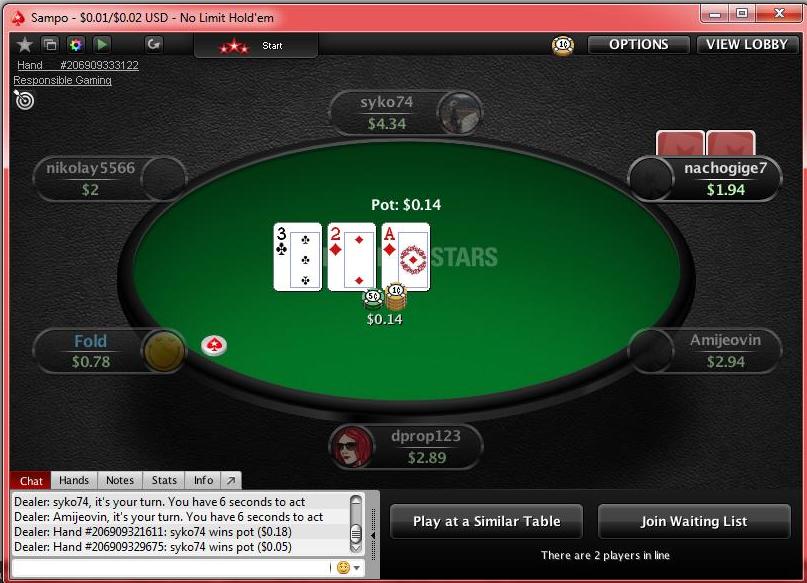 Sampo - $0.01/$0.02 USD - No Limit Hold'em
Start
1¢
OPTIONS
VIEW LOBBY
Hand #206909333122
Responsible Gaming
syko74
$4.34
nikolay5566
$2
nachogige7
$1.94
Pot: $0.14
3
2
A
STARS
5¢
1¢
$0.14
Fold
$0.78
Amijeovin
$2.94
dprop123
$2.89
Chat
Hands
Notes
Stats
Info
Dealer: syko74, it's your turn. You have 6 seconds to act
Dealer: Amijeovin, it's your turn. You have 6 seconds to act
Dealer: Hand #206909321611: syko74 wins pot ($0.18)
Dealer: Hand #206909329675: syko74 wins pot ($0.05)
Play at a Similar Table
Join Waiting List
There are 2 players in line